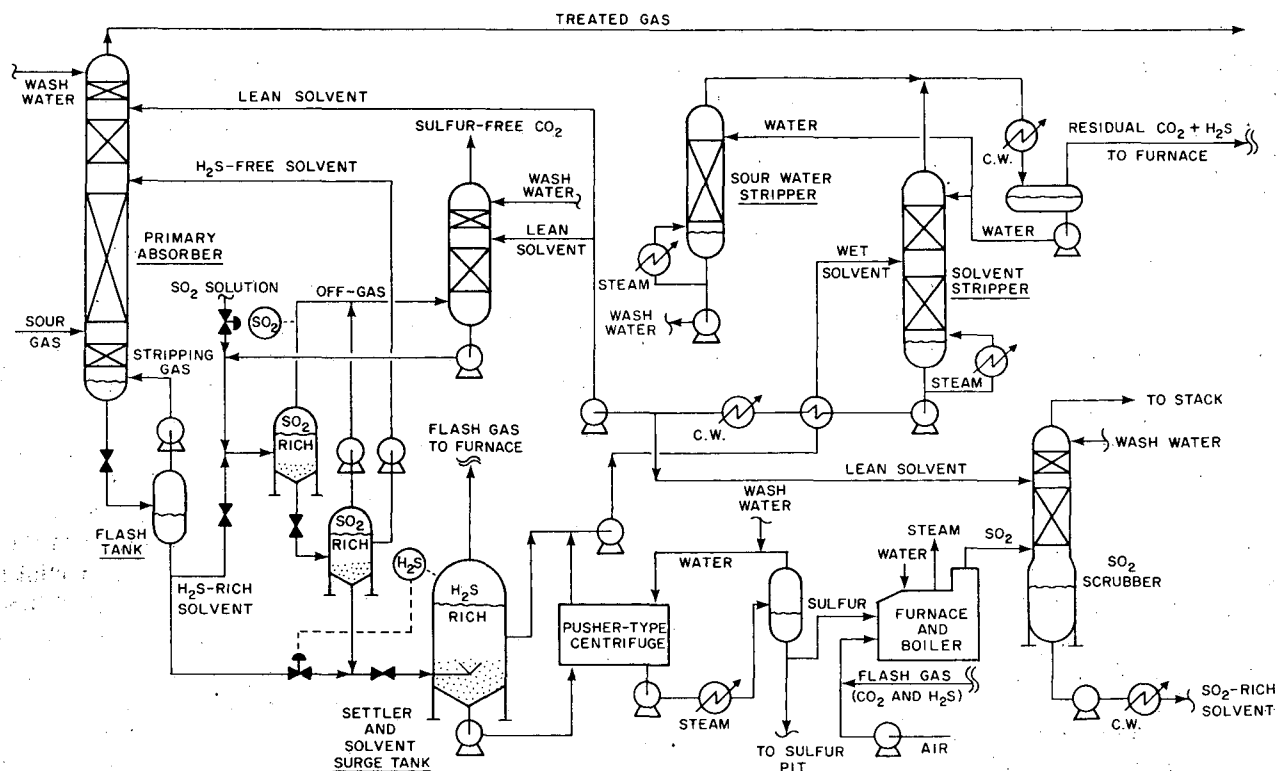 TREATED GAS
WASH
WATER
LEAN SOLVENT
SULFUR-FREE CO2
WATER
RESIDUAL CO2 + H2S
TO FURNACE
C.W.
H2S-FREE SOLVENT
WASH
WATER
SOUR WATER
STRIPPER
PRIMARY
ABSORBER
LEAN
SOLVENT
WATER
WET
SOLVENT
SOLVENT
STRIPPER
STEAM
SO2
SOLUTION
OFF-GAS
SO2
SOUR
GAS
STRIPPING
GAS
WASH
WATER
STEAM
SO2
RICH
FLASH GAS
TO FURNACE
C.W.
TO STACK
WASH WATER
LEAN SOLVENT
FLASH
TANK
SO2
RICH
WASH
WATER
STEAM
WATER
SO2
H2S
H2S-RICH
SOLVENT
H2S
RICH
WATER
SULFUR
FURNACE
AND
BOILER
SO2
SCRUBBER
PUSHER-TYPE
CENTRIFUGE
FLASH GAS
(CO2 AND H2S)
STEAM
SO2-RICH
SOLVENT
C.W.
SETTLER
AND
SOLVENT
SURGE TANK
TO SULFUR
PIT
AIR